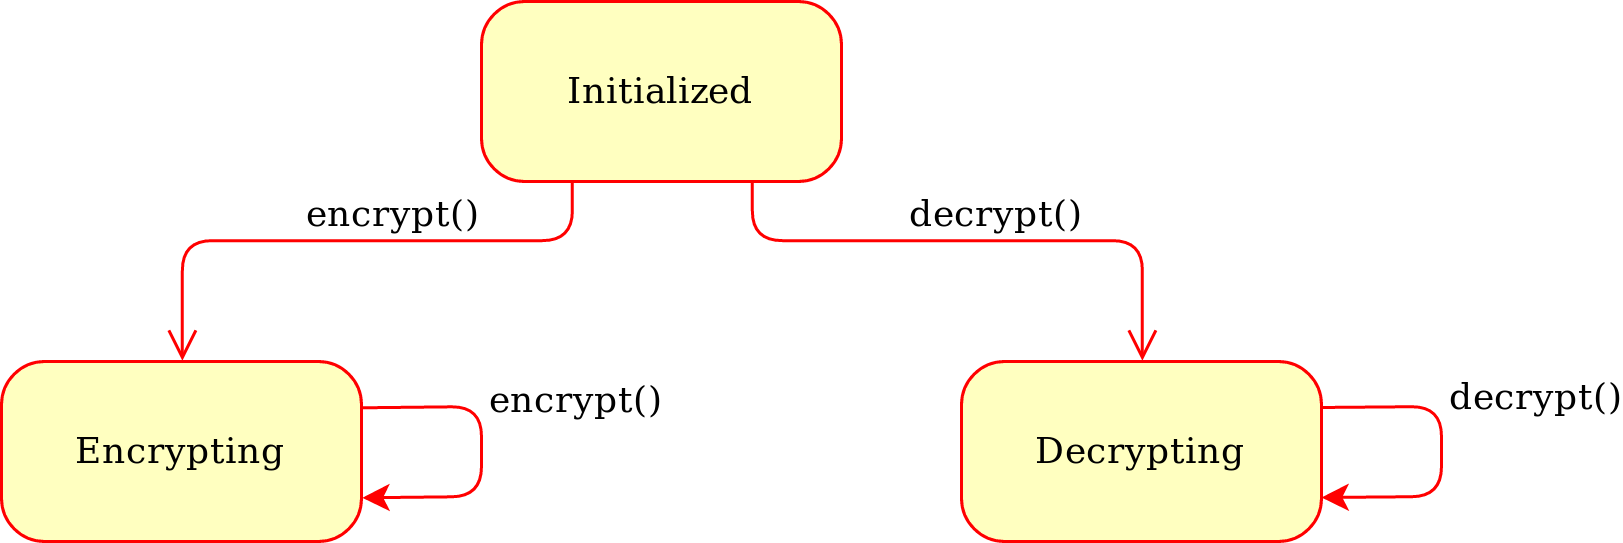 Initialized
encrypt()
decrypt()
encrypt()
decrypt()
Encrypting
Decrypting